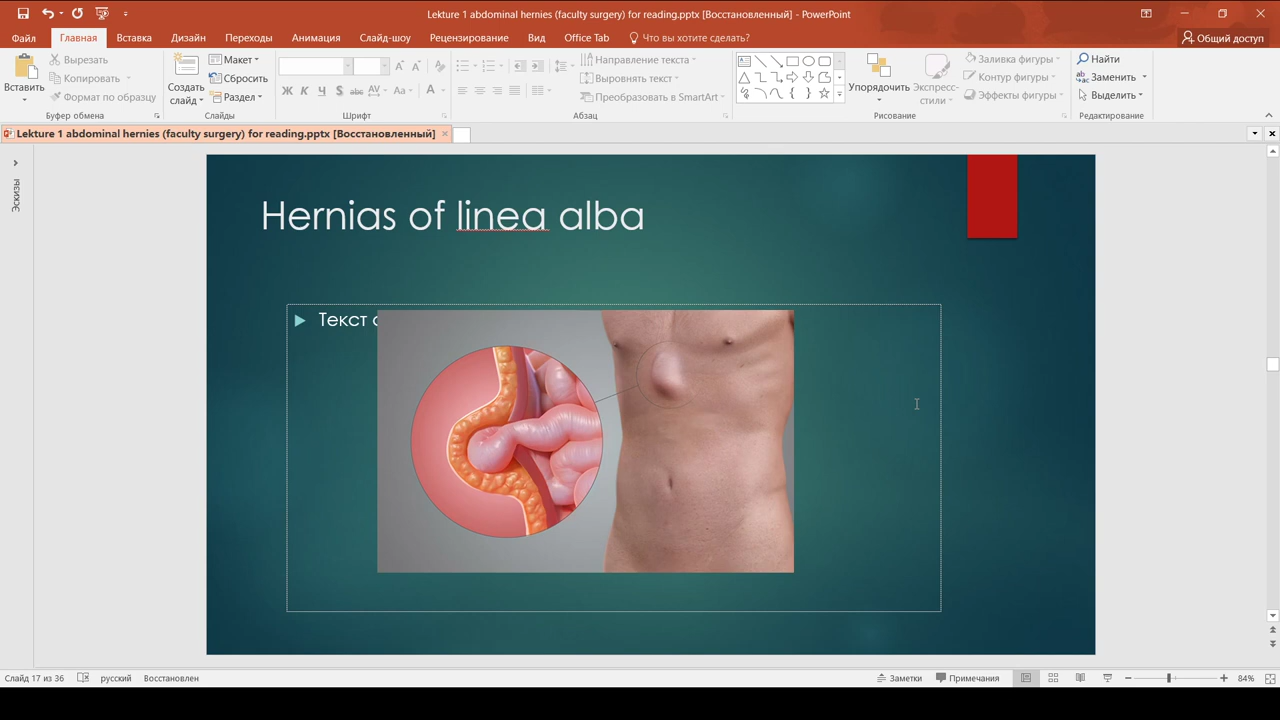 Lekture 1 abdominal hernies (faculty surgery) for reading.pptx [Восстановленный] - PowerPoint
Файл Главная Вставка Дизайн Переходы Анимация Слайд-шоу Рецензирование Вид Office Tab Что вы хотите сделать? Общий доступ
Вставить
Вырезать
Копировать
Формат по образцу
Буфер обмена
Создать слайд
Макет
Сбросить
Раздел
Слайды
Ж К Ч S abc AV Aa A
Шрифт
Направление текста
Выровнять текст
Преобразовать в SmartArt
Абзац
Упорядочить
Экспресс-стили
Заливка фигуры
Контур фигуры
Эффекты фигуры
Рисование
Найти
Заменить
Выделить
Редактирование
Lekture 1 abdominal hernies (faculty surgery) for reading.pptx [Восстановленный]
Эскизы
Hernias of linea alba
Текст
Слайд 17 из 36 русский Восстановлен Заметки Примечания 84%